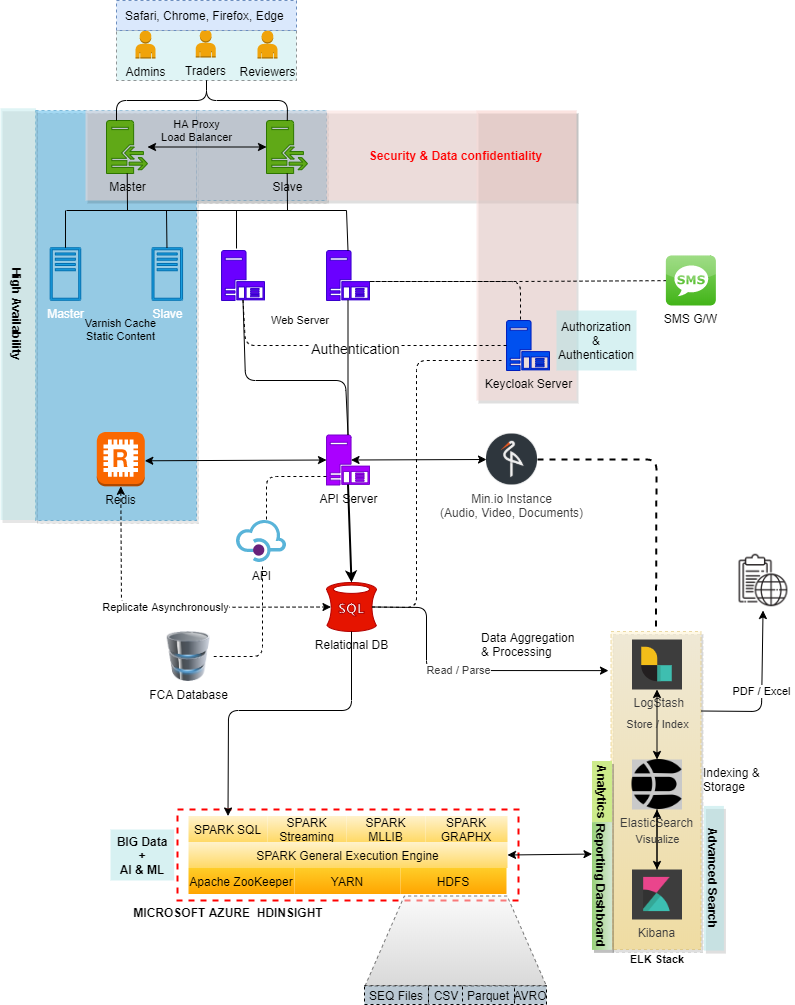 Safari, Chrome, Firefox, Edge
Admins
Traders
Reviewers
HA Proxy
Load Balancer
Master
Slave
Security & Data confidentiality
High Availability
Master
Slave
Varnish Cache
Static Content
Web Server
SMS
SMS G/W
Authorization
&
Authentication
Authentication
Keycloak Server
R
Redis
API Server
Min.io Instance
(Audio, Video, Documents)
API
Replicate Asynchronously
SQL
Relational DB
FCA Database
Data Aggregation
& Processing
Read / Parse
LogStash
Store / Index
PDF / Excel
Indexing &
Storage
ElasticSearch
Visualize
Kibana
ELK Stack
Analytics Reporting Dashboard
Advanced Search
BIG Data
+
AI & ML
SPARK SQL
SPARK
Streaming
SPARK
MLLIB
SPARK
GRAPHX
SPARK General Execution Engine
Apache ZooKeeper
YARN
HDFS
MICROSOFT AZURE HDINSIGHT
SEQ Files
CSV
Parquet
AVRO